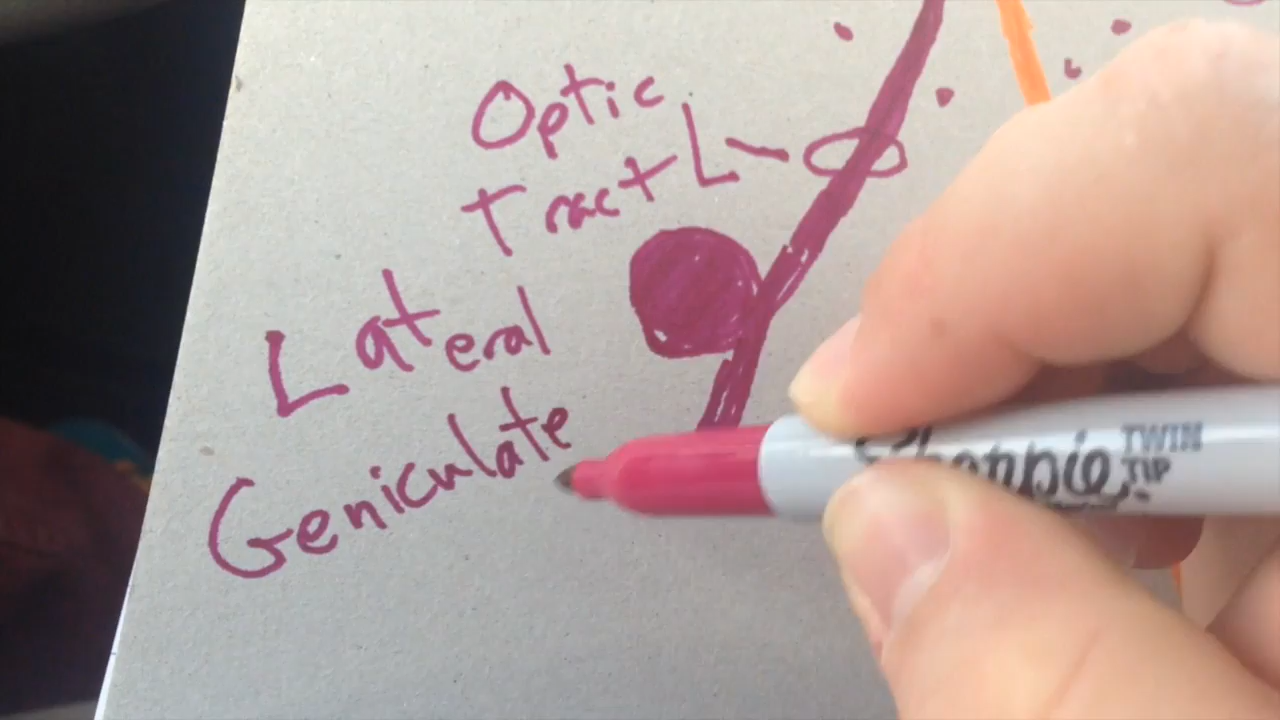 Optic
Tract L
Lateral
Geniculate
Sharpie
TWIN
TIP